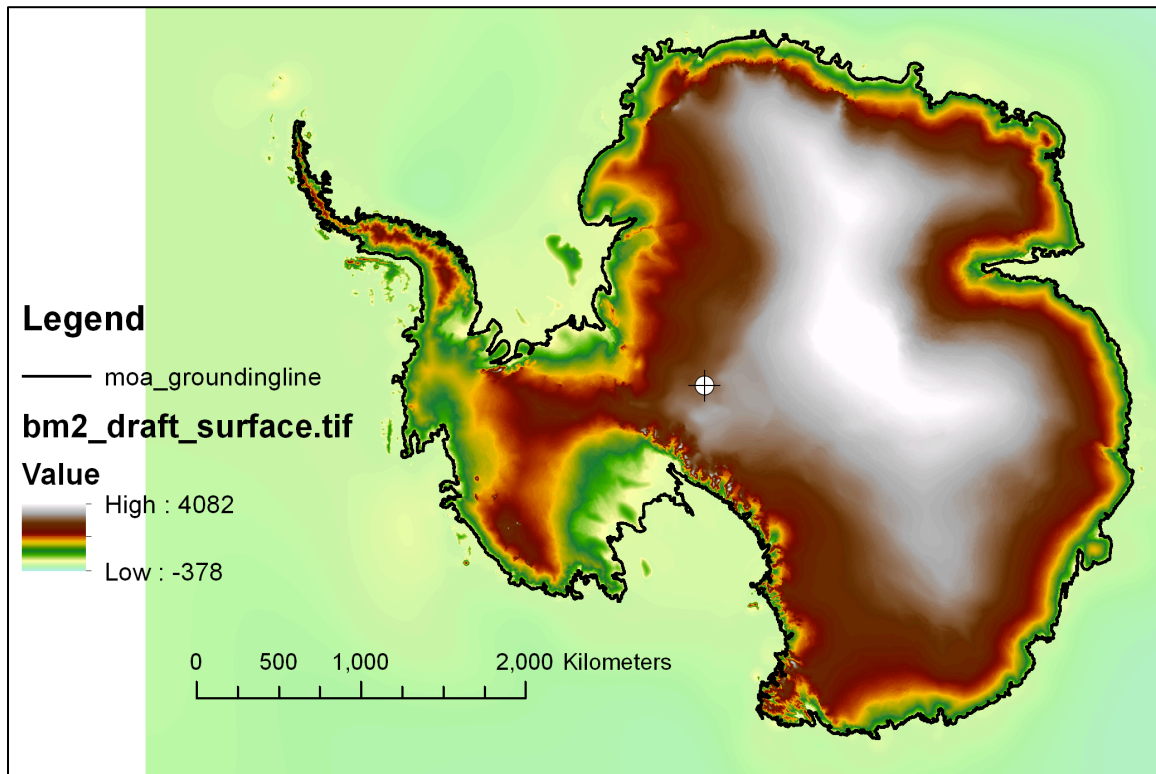 Legend
moa_groundingline
bm2_draft_surface.tif
Value
High : 4082
Low : -378
0 500 1,000 2,000 Kilometers